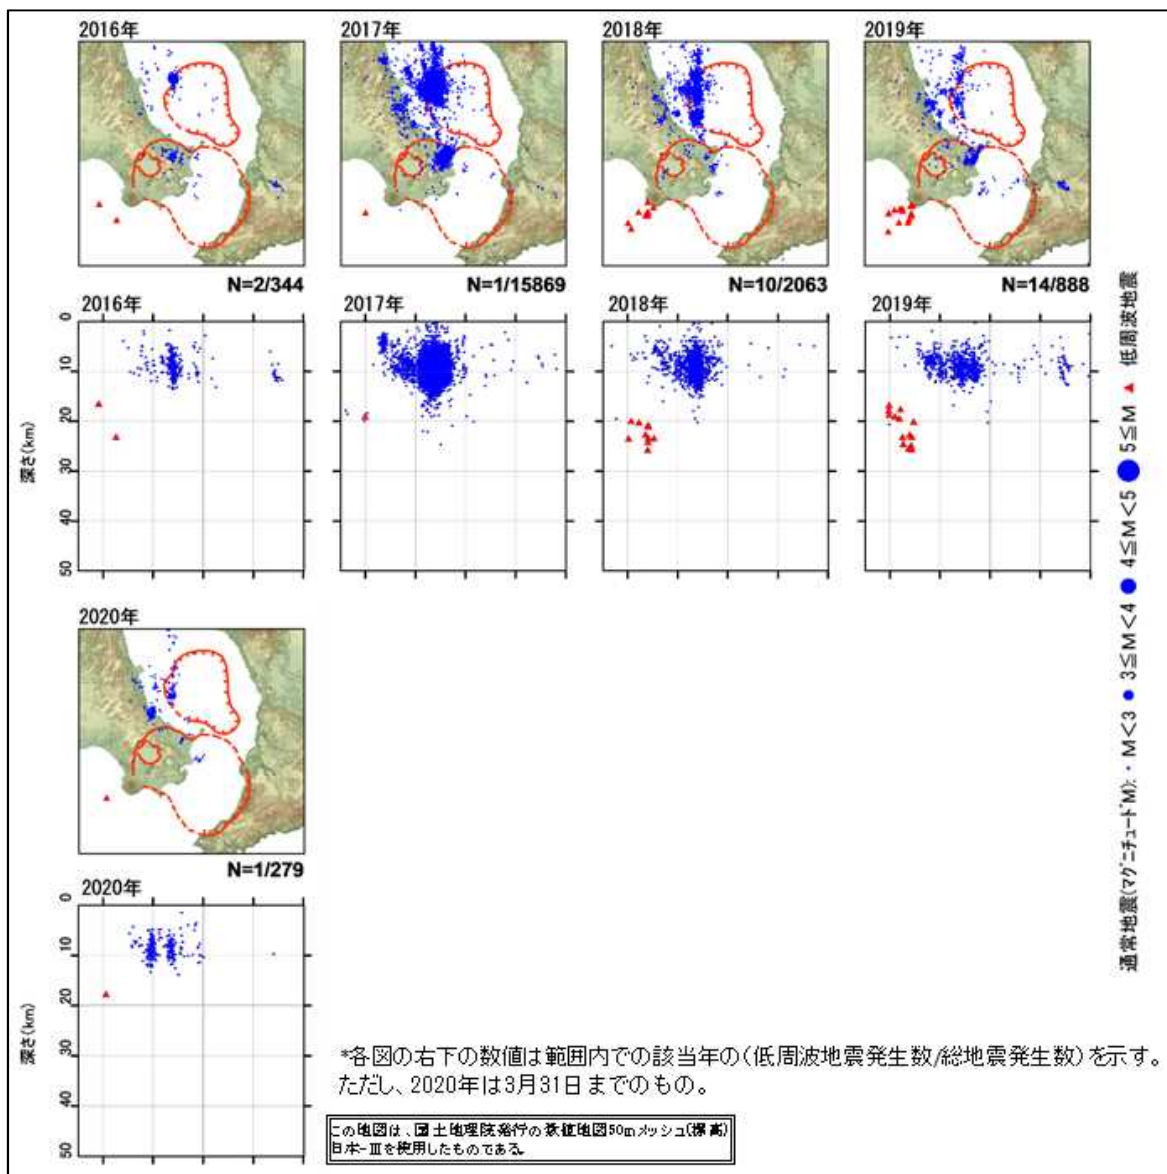 2016年
2017年
2018年
2019年
N=2/344
N=1/15869
N=10/2063
N=14/888
2016年
2017年
2018年
2019年
0
10
20
30
40
50
深さ(km)
2020年
N=1/279
2020年
0
10
20
30
40
50
深さ(km)
通常地震(マグニチュードM): M<3 3≦M<4 4≦M<5 5≦M 低周波地震
*各図の右下の数値は範囲内での該当年の(低周波地震発生数/総地震発生数)を示す。
ただし、2020年は3月31日までのもの。
この地図は、国土地理院発行の数値地図50mメッシュ(標高)
日本-Ⅲを使用したものである。